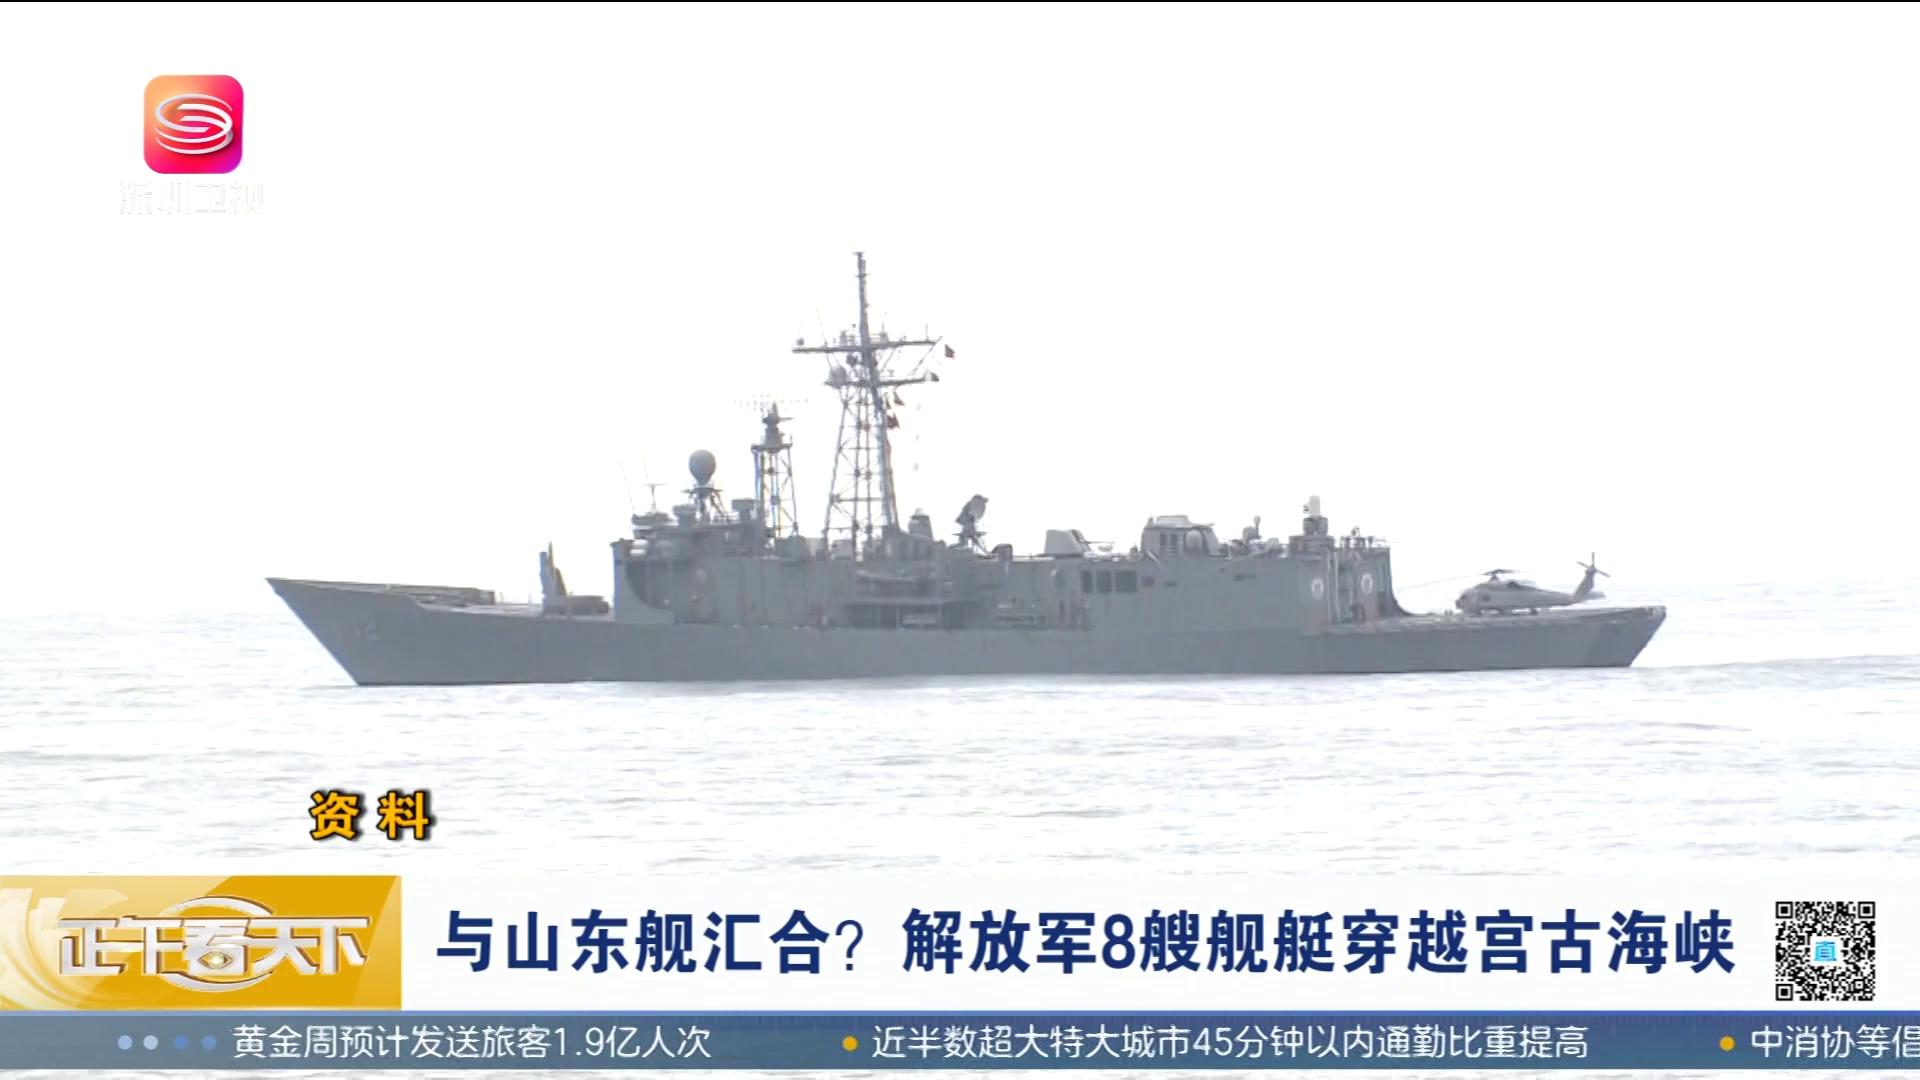 深圳卫视
资料
正午看天下
与山东舰汇合？ 解放军8艘舰艇穿越宫古海峡
直
黄金周预计发送旅客1.9亿人次
近半数超大特大城市45分钟以内通勤比重提高
中消协等倡